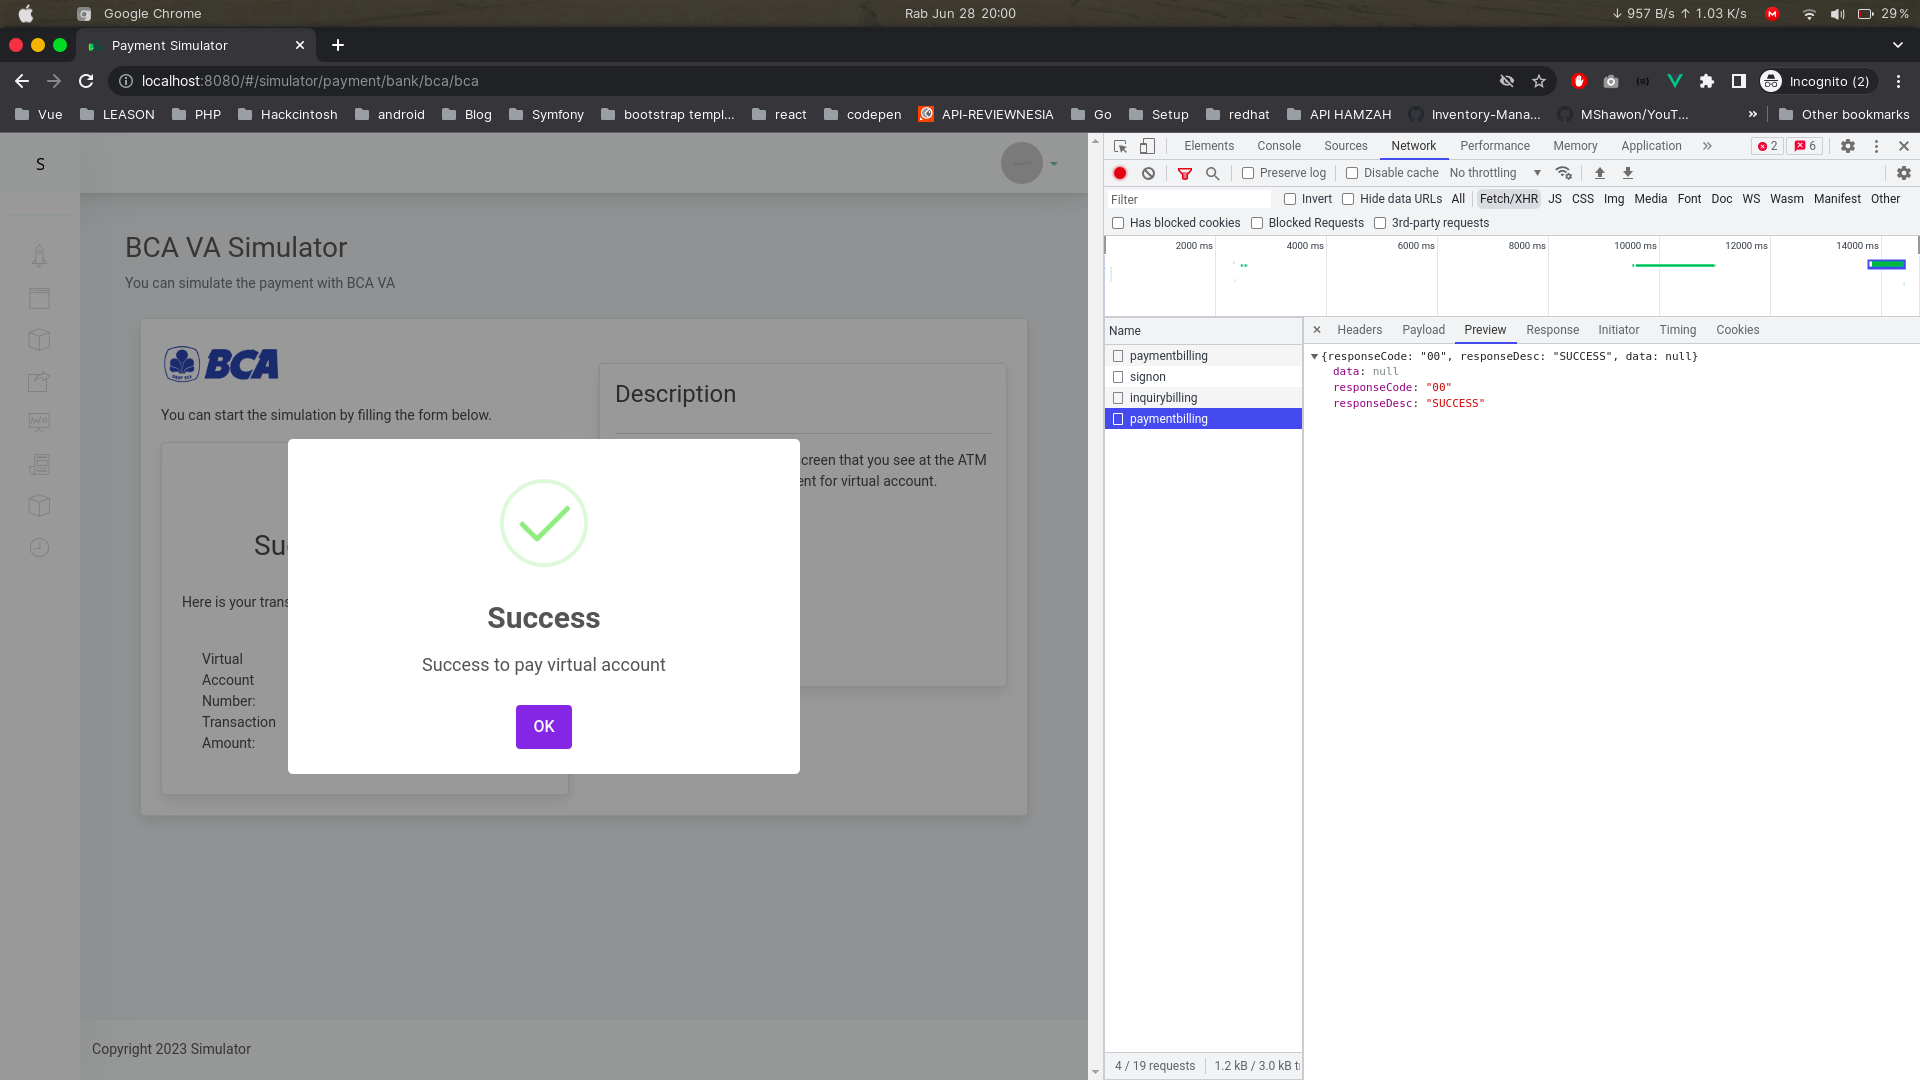 Google Chrome
Rab Jun 28 20:00
↓ 957 B/s ↑ 1.03 K/s
29%
Payment Simulator
localhost:8080/#/simulator/payment/bank/bca/bca
Incognito (2)
Vue
LEASON
PHP
Hackcintosh
android
Blog
Symfony
bootstrap templ...
react
codepen
API-REVIEWNESIA
Go
Setup
redhat
API HAMZAH
Inventory-Mana...
MShawon/YouT...
»
Other bookmarks
S
BCA VA Simulator
You can simulate the payment with BCA VA
BCA
You can start the simulation by filling the form below.
Description
creen that you see at the ATM
ent for virtual account.
Su
Here is your trans
Virtual
Account
Number:
Transaction
Amount:
Success
Success to pay virtual account
OK
Copyright 2023 Simulator
Elements
Console
Sources
Network
Performance
Memory
Application
»
2
6
Preserve log
Disable cache
No throttling
Filter
Invert
Hide data URLs
All
Fetch/XHR
JS
CSS
Img
Media
Font
Doc
WS
Wasm
Manifest
Other
Has blocked cookies
Blocked Requests
3rd-party requests
2000 ms
4000 ms
6000 ms
8000 ms
10000 ms
12000 ms
14000 ms
Name
paymentbilling
signon
inquirybilling
paymentbilling
Headers
Payload
Preview
Response
Initiator
Timing
Cookies
{responseCode: "00", responseDesc: "SUCCESS", data: null}
data: null
responseCode: "00"
responseDesc: "SUCCESS"
4 / 19 requests
1.2 kB / 3.0 kB t